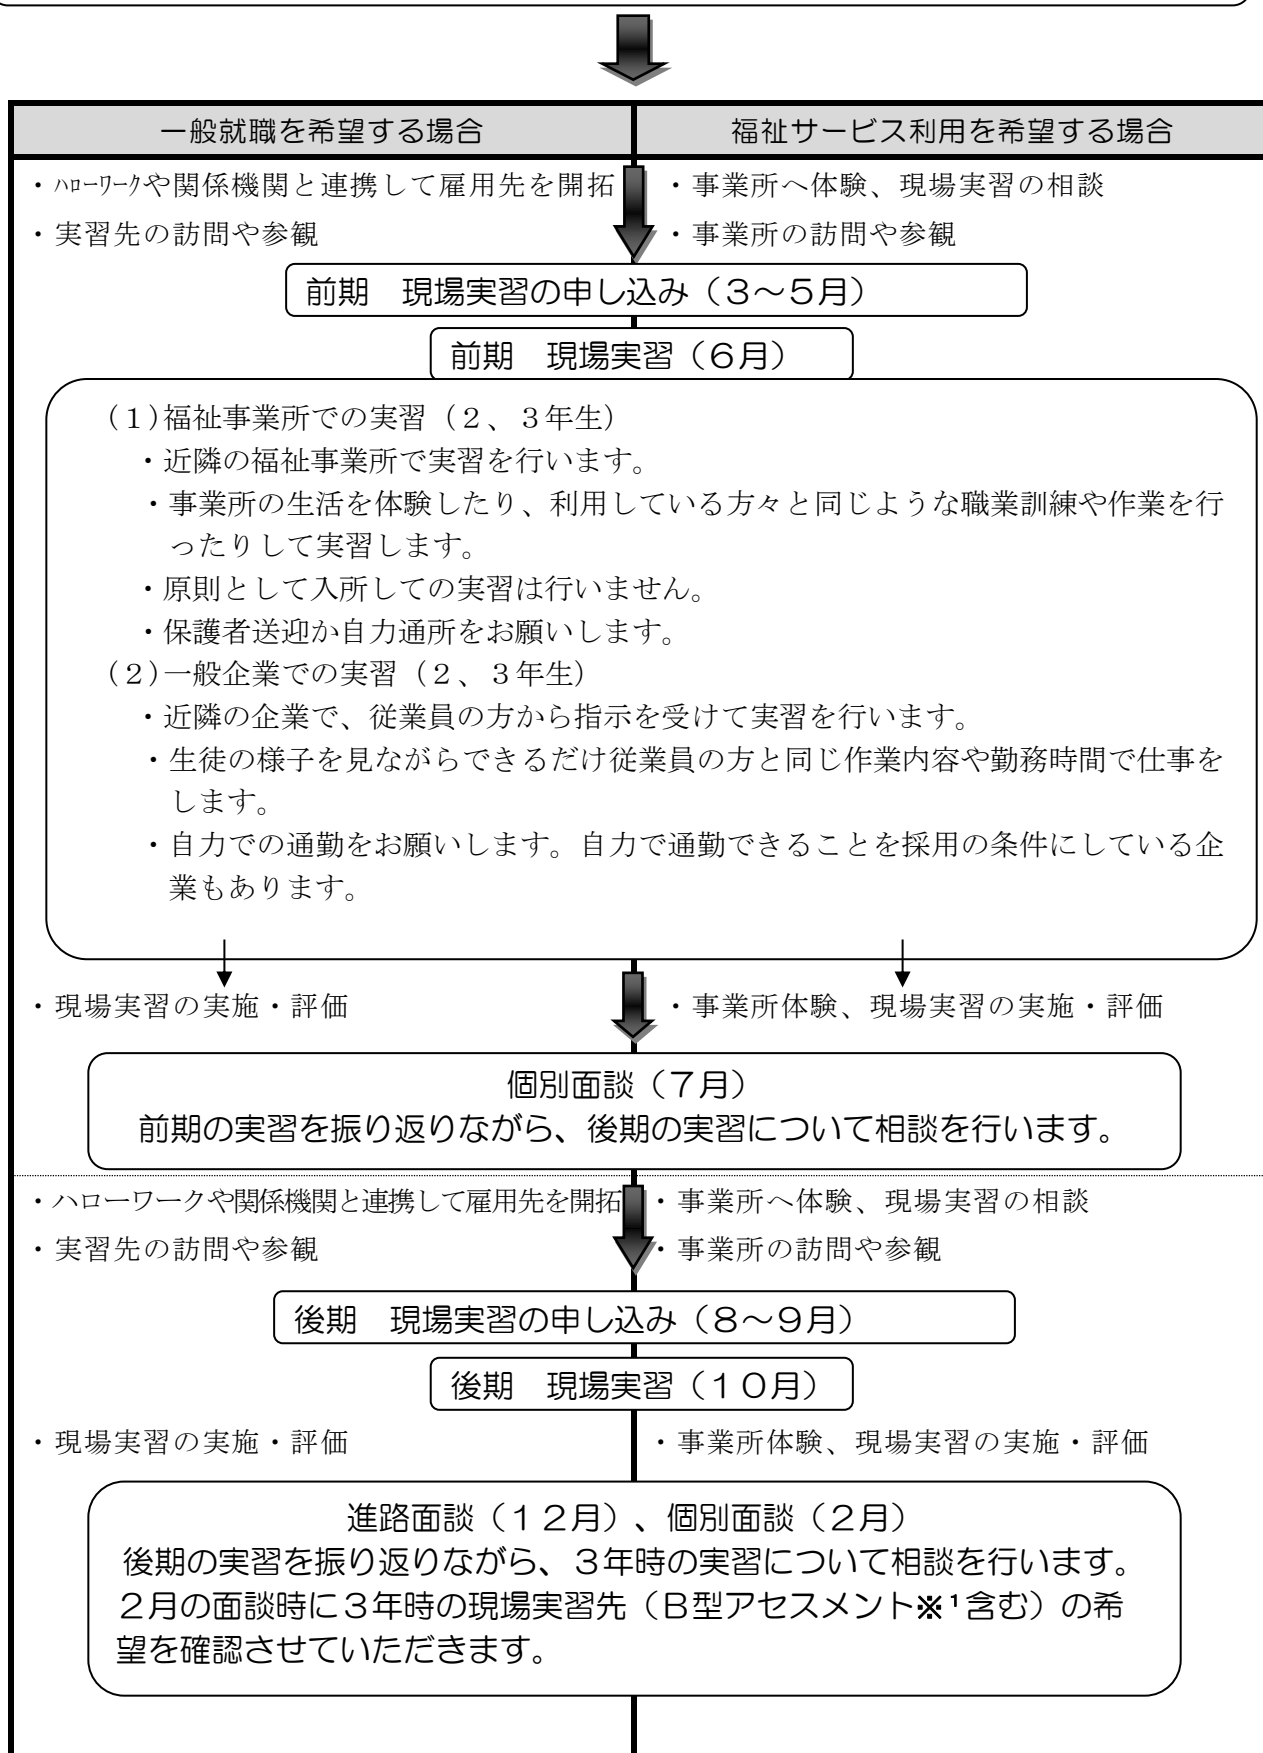 一般就職を希望する場合
福祉サービス利用を希望する場合
・ﾊﾛｰﾜｰｸや関係機関と連携して雇用先を開拓
・事業所へ体験、現場実習の相談
・実習先の訪問や参観
・事業所の訪問や参観
前期　現場実習の申し込み（３～５月）
前期　現場実習（６月）
（１）福祉事業所での実習（２、３年生）
・近隣の福祉事業所で実習を行います。
・事業所の生活を体験したり、利用している方々と同じような職業訓練や作業を行
ったりして実習します。
・原則として入所しての実習は行いません。
・保護者送迎か自力通所をお願いします。
（２）一般企業での実習（２、３年生）
・近隣の企業で、従業員の方から指示を受けて実習を行います。
・生徒の様子を見ながらできるだけ従業員の方と同じ作業内容や勤務時間で仕事を
します。
・自力での通勤をお願いします。自力で通勤できることを採用の条件にしている企
業もあります。
・現場実習の実施・評価
・事業所体験、現場実習の実施・評価
個別面談（７月）
前期の実習を振り返りながら、後期の実習について相談を行います。
・ハローワークや関係機関と連携して雇用先を開拓
・事業所へ体験、現場実習の相談
・実習先の訪問や参観
・事業所の訪問や参観
後期　現場実習の申し込み（８～９月）
後期　現場実習（１０月）
・現場実習の実施・評価
・事業所体験、現場実習の実施・評価
進路面談（１２月）、個別面談（２月）
後期の実習を振り返りながら、３年時の実習について相談を行います。
２月の面談時に３年時の現場実習先（Ｂ型アセスメント※¹含む）の希
望を確認させていただきます。